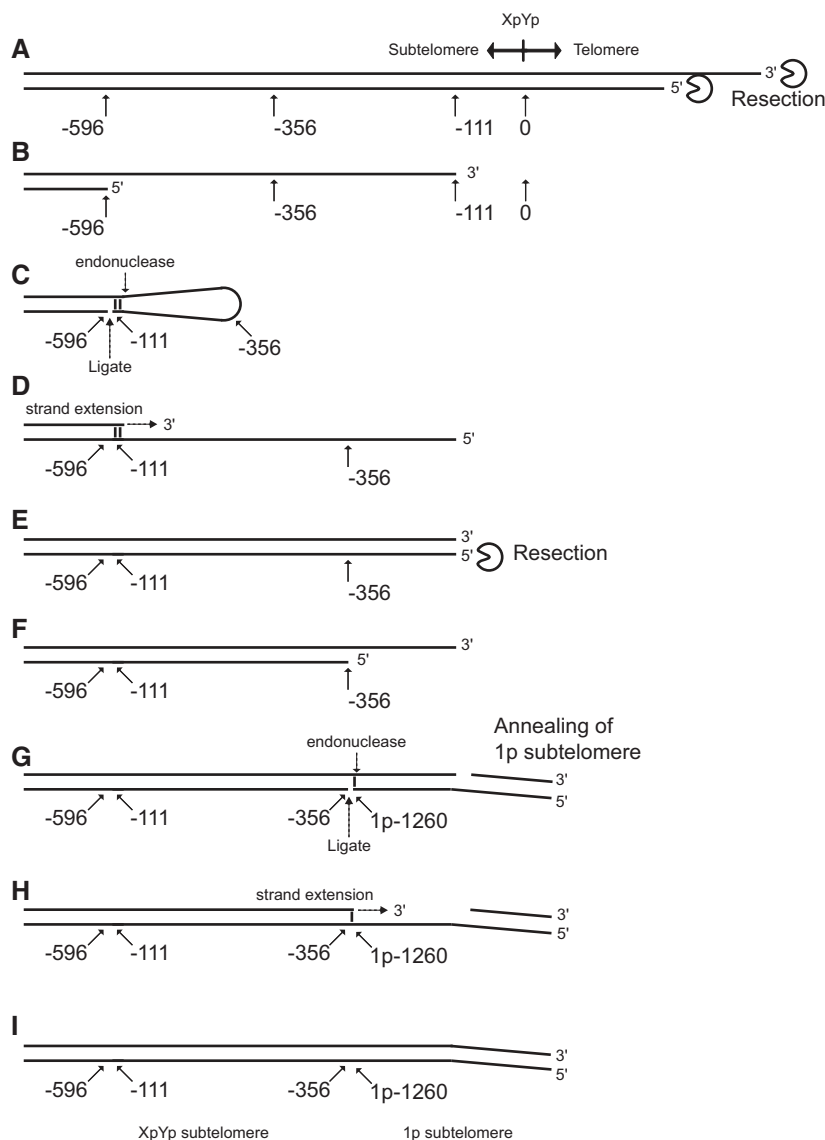 XpYp
A
Subtelomere Telomere
3'
5' Resection
-596 -356 -111 0
B
3'
5'
-596 -356 -111 0
C
endonuclease
-596 -111 -356
Ligate
D
strand extension
3'
5'
-596 -111 -356
E
3'
5' Resection
-596 -111 -356
F
3'
5'
-596 -111 -356
G
Annealing of
1p subtelomere
endonuclease
3'
5'
-596 -111 -356 1p-1260
Ligate
H
strand extension
3' 3'
5'
-596 -111 -356 1p-1260
I
3'
5'
-596 -111 -356 1p-1260
XpYp subtelomere 1p subtelomere